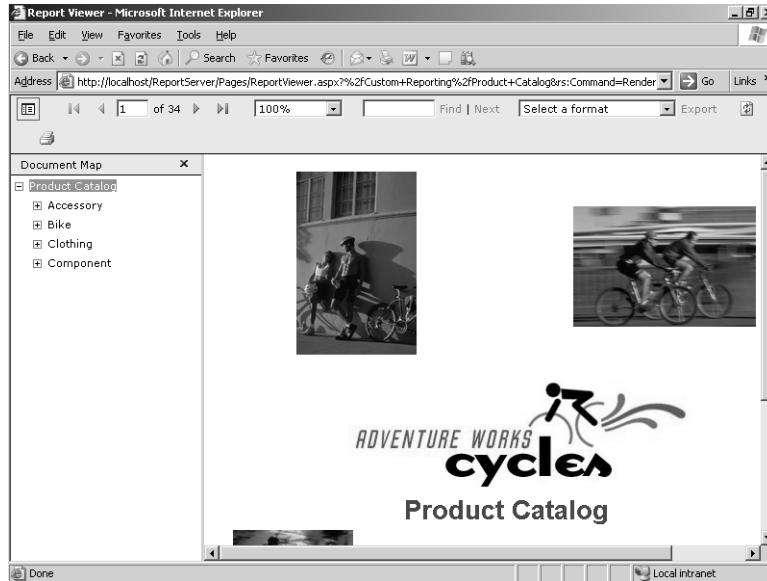 Report Viewer - Microsoft Internet Explorer
File Edit View Favorites Tools Help
Back Search Favorites
Address http://localhost/ReportServer/Pages/ReportViewer.aspx?%2fCustom+Reporting%2fProduct+Catalog&rs:Command=Render Go Links
1 of 34 100% Find | Next Select a format Export
Document Map
Product Catalog
Accessory
Bike
Clothing
Component
ADVENTURE WORKS
cycles
Product Catalog
Done Local intranet